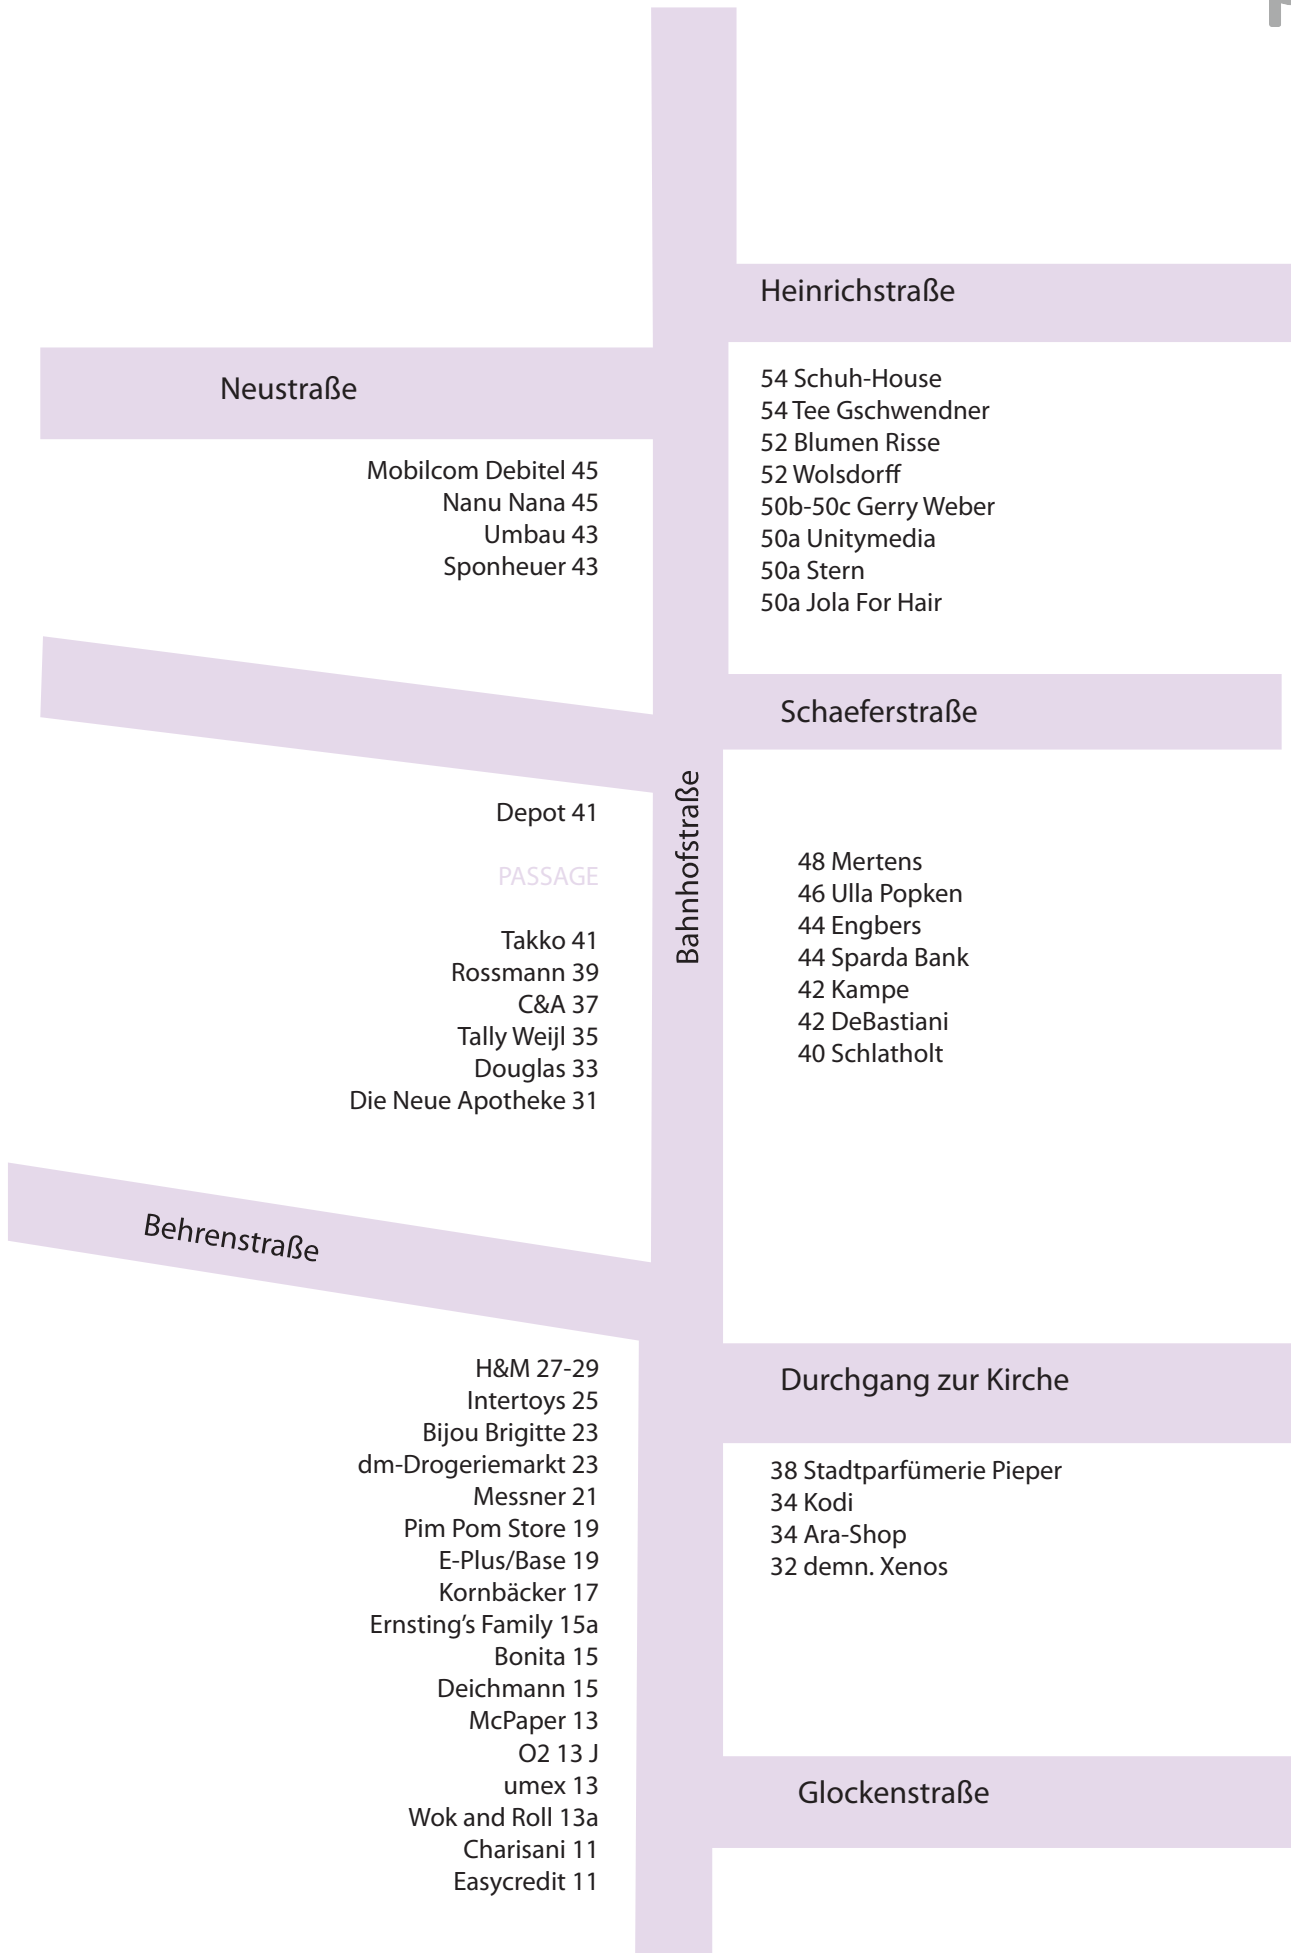 Heinrichstraße
Neustraße
54 Schuh-House
54 Tee Gschwendner
52 Blumen Risse
52 Wolsdorff
50b-50c Gerry Weber
50a Unitymedia
50a Stern
50a Jola For Hair
Mobilcom Debitel 45
Nanu Nana 45
Umbau 43
Sponheuer 43
Schaeferstraße
Bahnhofstraße
Depot 41
PASSAGE
Takko 41
Rossmann 39
C&A 37
Tally Weijl 35
Douglas 33
Die Neue Apotheke 31
48 Mertens
46 Ulla Popken
44 Engbers
44 Sparda Bank
42 Kampe
42 DeBastiani
40 Schlatholt
Behrenstraße
Durchgang zur Kirche
H&M 27-29
Intertoys 25
Bijou Brigitte 23
dm-Drogeriemarkt 23
Messner 21
Pim Pom Store 19
E-Plus/Base 19
Kornbäcker 17
Ernsting’s Family 15a
Bonita 15
Deichmann 15
McPaper 13
O2 13 J
umex 13
Wok and Roll 13a
Charisani 11
Easycredit 11
38 Stadtparfümerie Pieper
34 Kodi
34 Ara-Shop
32 demn. Xenos
Glockenstraße